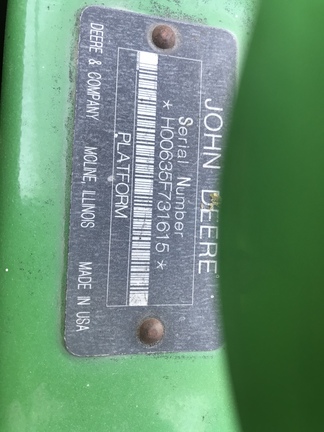 JOHN DEERE
Serial Number
* H00635F731615 *
PLATFORM
DEERE & COMPANY MOLINE, ILLINOIS MADE IN USA